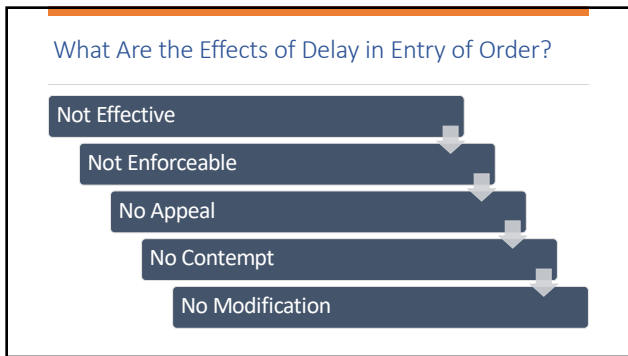 What Are the Effects of Delay in Entry of Order?
Not Effective
Not Enforceable
No Appeal
No Contempt
No Modification